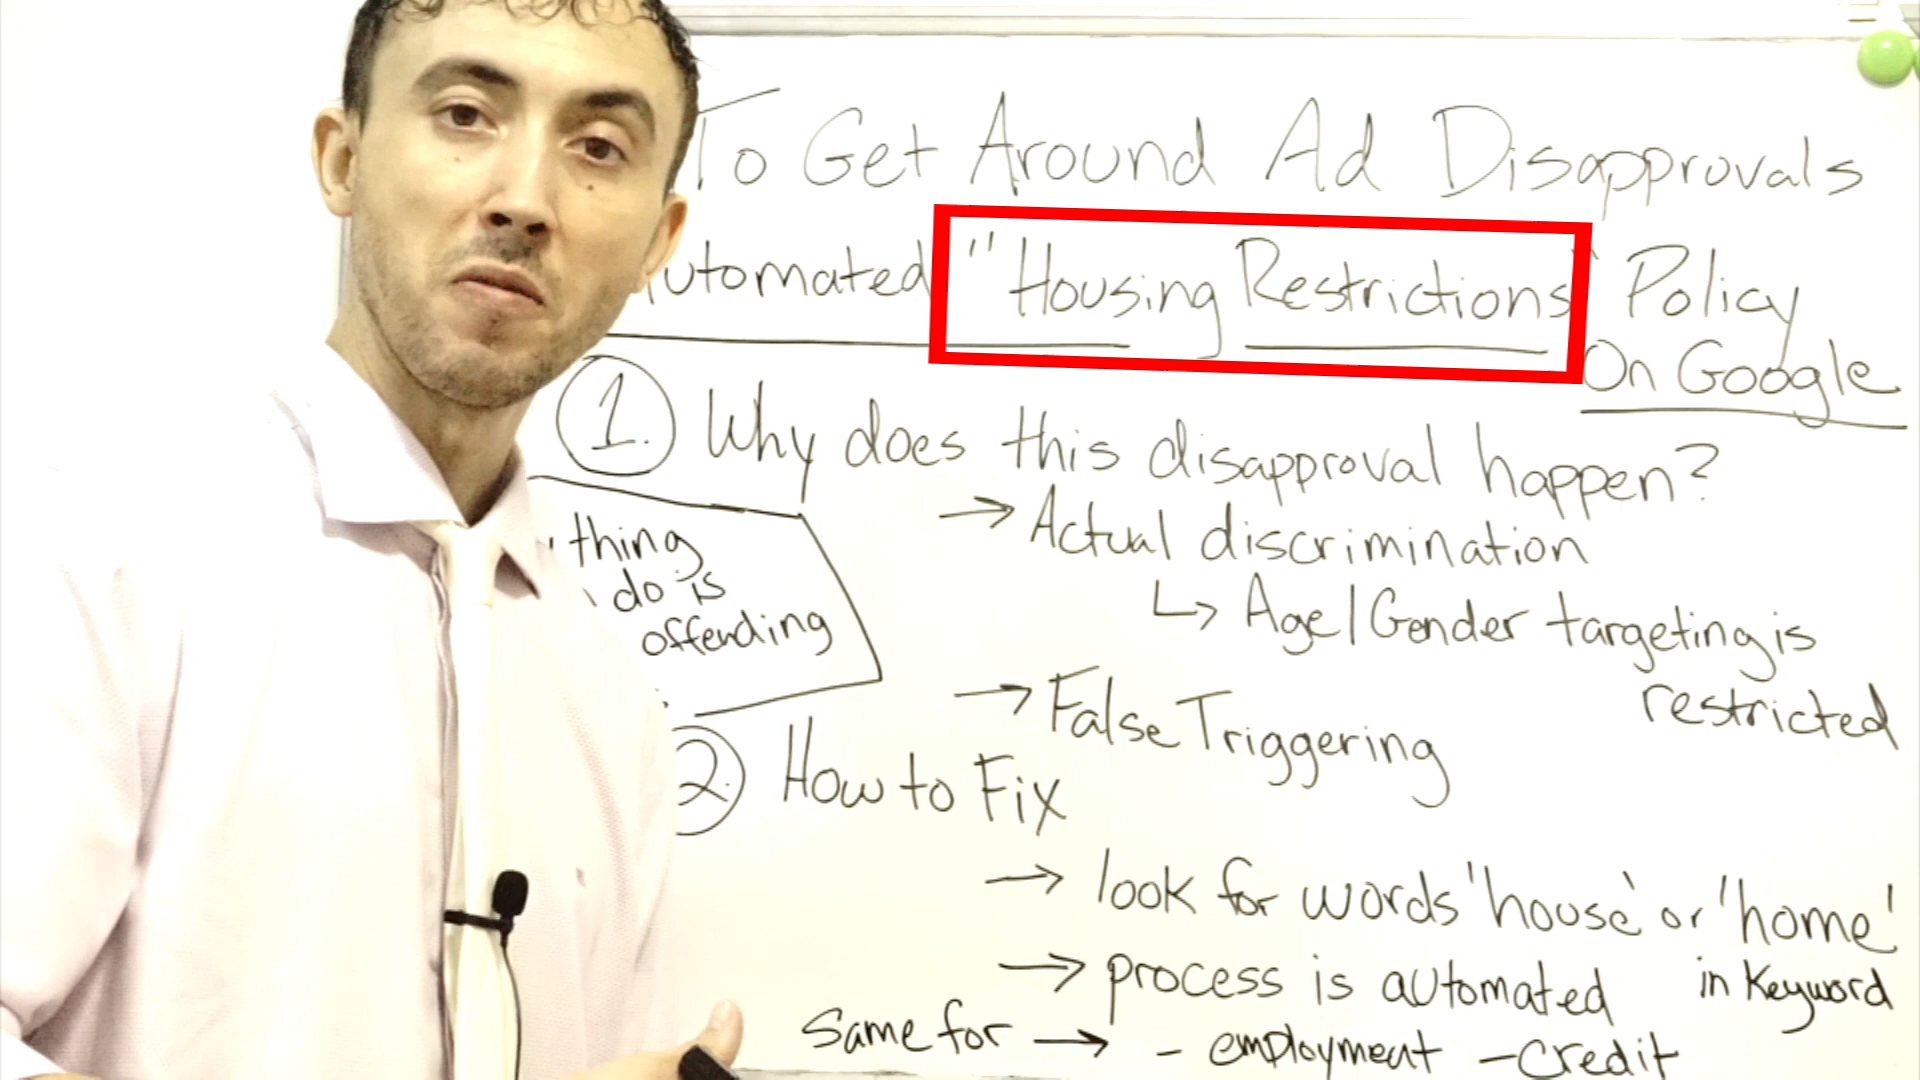 To Get Around Ad Disapprovals
utomated "Housing Restrictions" Policy
On Google
1. Why does this disapproval happen?
→ Actual discrimination
↳ Age/Gender targeting is
restricted
thing
do is
offending
→ False Triggering
2. How to Fix
→ look for words 'house' or 'home'
in Keyword
→ process is automated
Same for → - employment - Credit